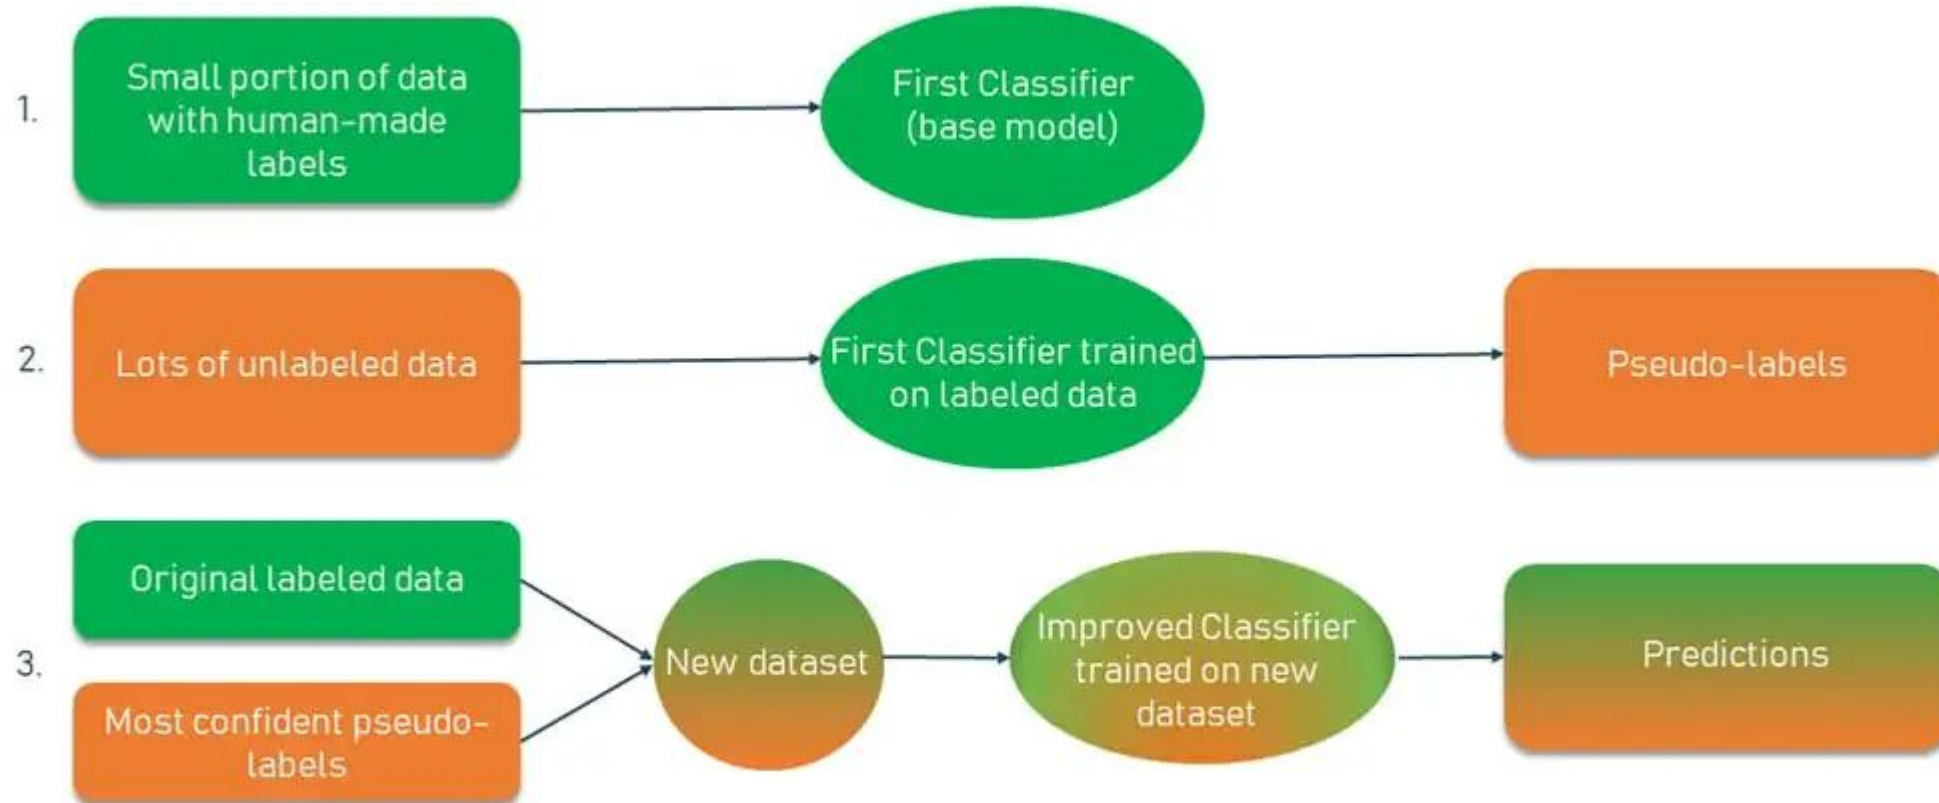 1.
Small portion of data
with human-made
labels
First Classifier
(base model)
2.
Lots of unlabeled data
First Classifier trained
on labeled data
Pseudo-labels
3.
Original labeled data
Most confident pseudo-
labels
New dataset
Improved Classifier
trained on new
dataset
Predictions